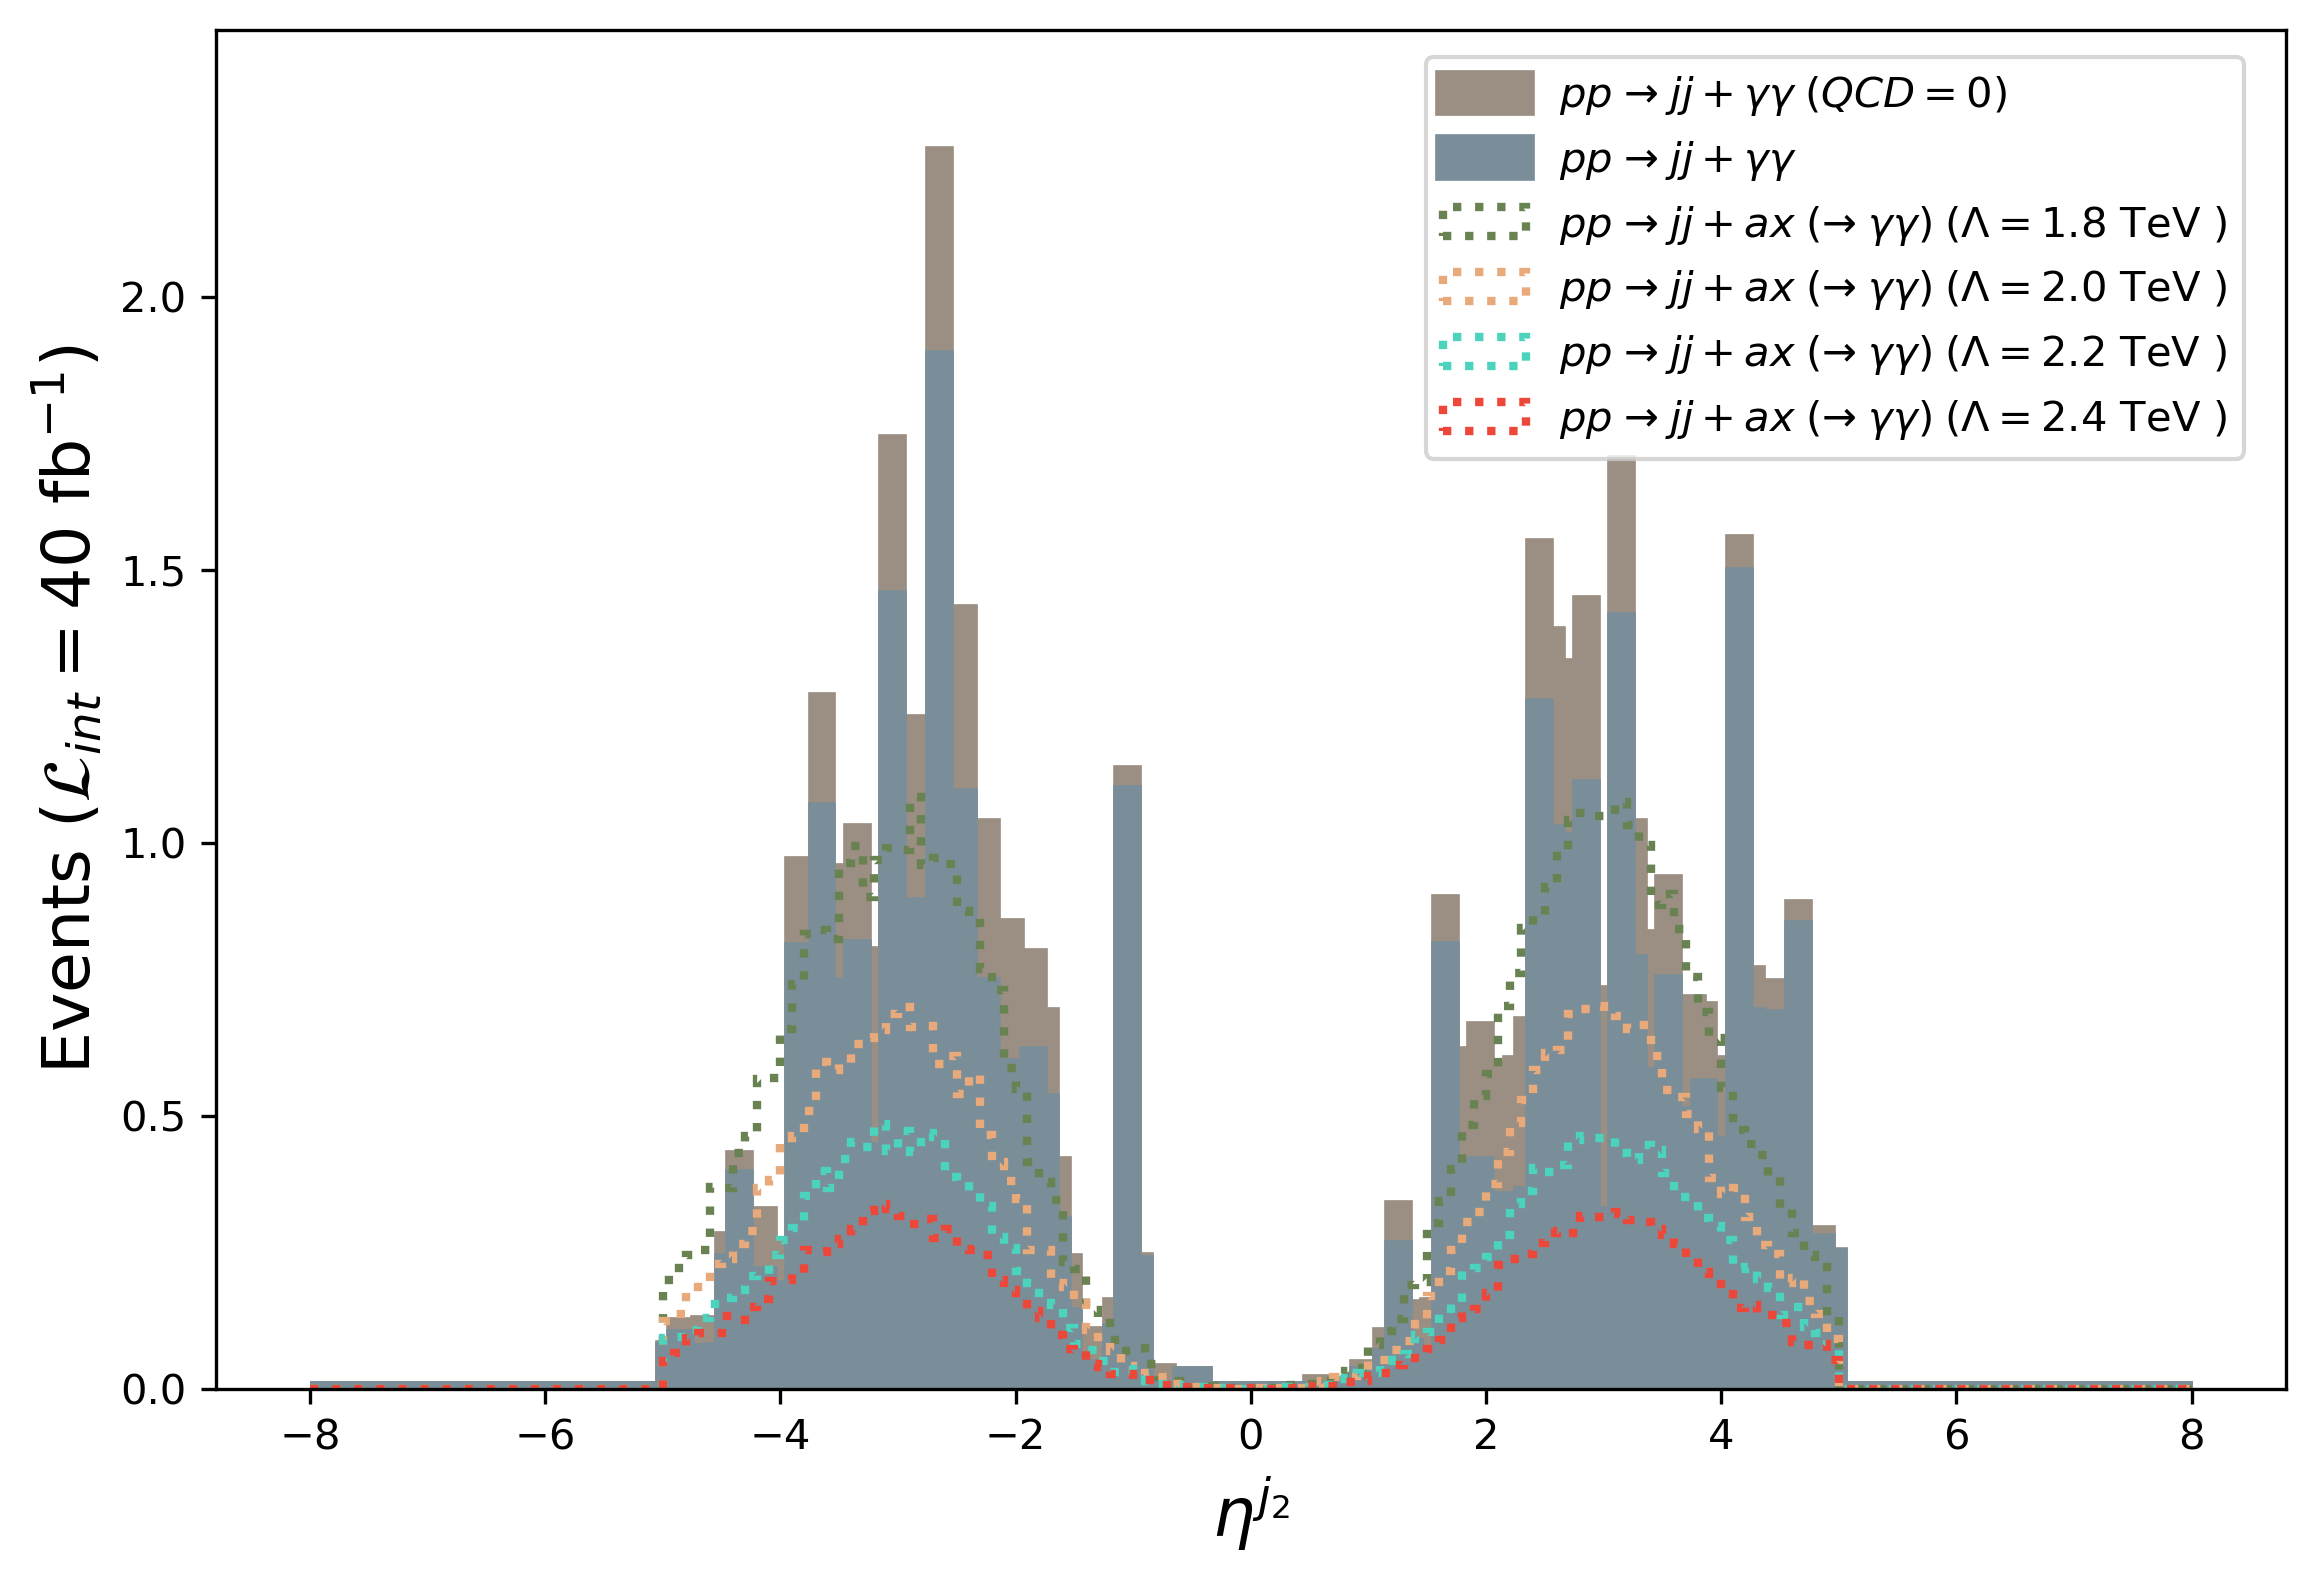 pp → jj + γγ (QCD = 0)
pp → jj + γγ
pp → jj + ax (→ γγ) (Λ = 1.8 TeV )
pp → jj + ax (→ γγ) (Λ = 2.0 TeV )
pp → jj + ax (→ γγ) (Λ = 2.2 TeV )
pp → jj + ax (→ γγ) (Λ = 2.4 TeV )
Events (ℒ_int = 40 fb⁻¹)
2.0
1.5
1.0
0.5
0.0
−8 −6 −4 −2 0 2 4 6 8
η^{j₂}